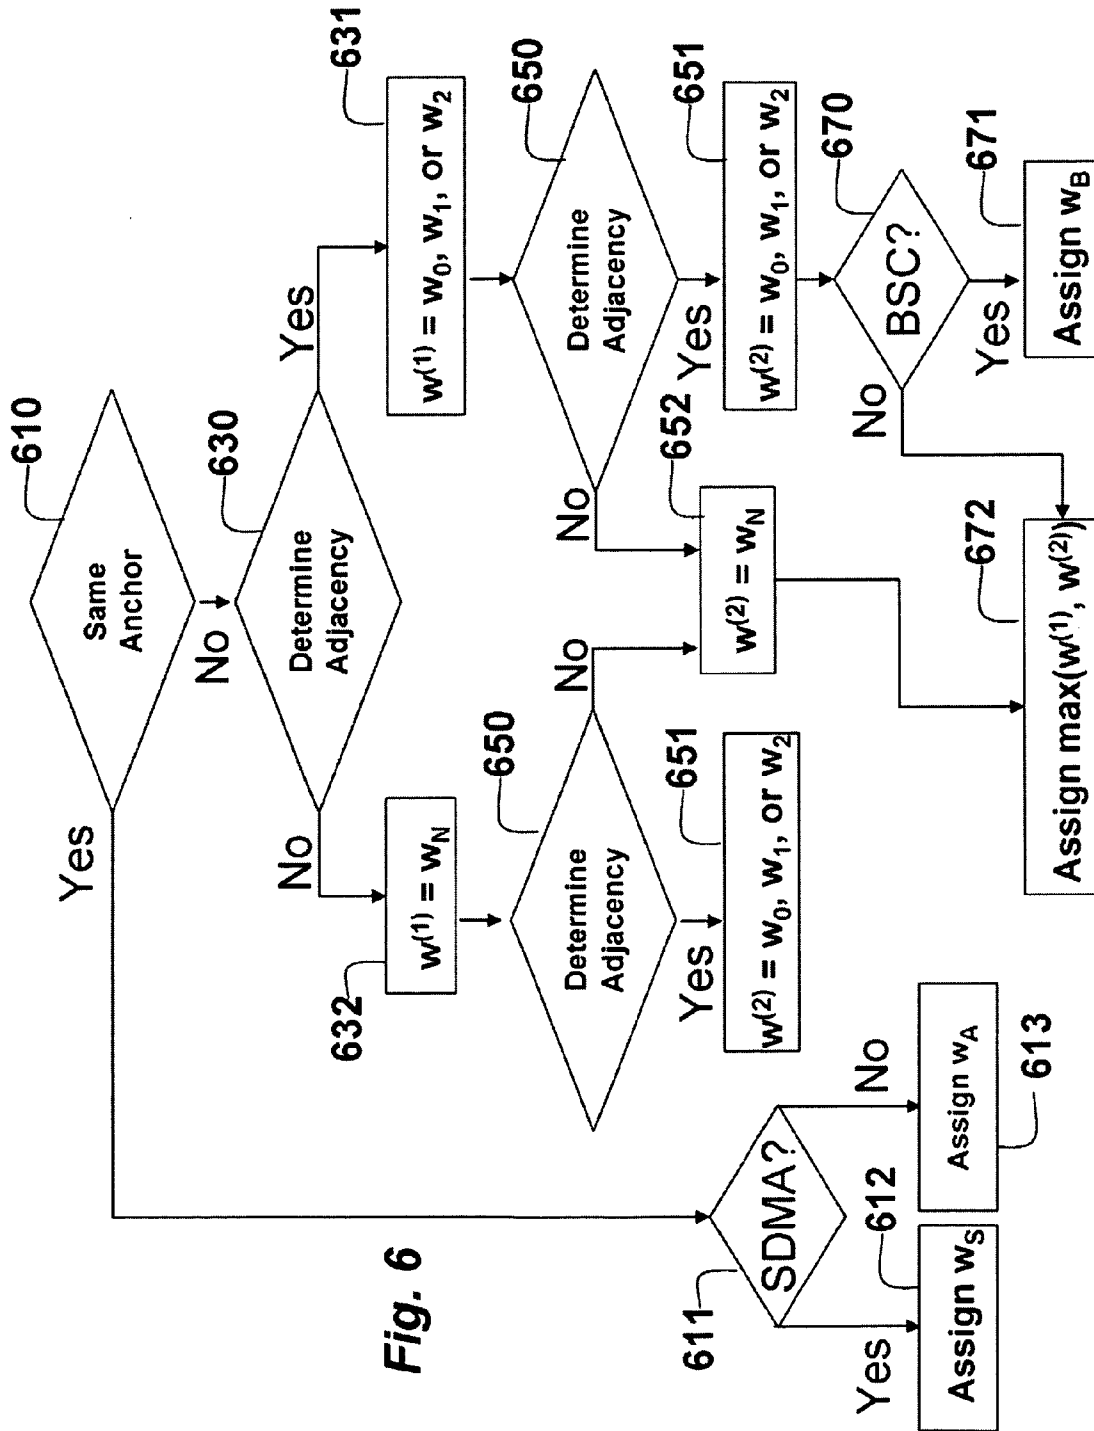 Same
Anchor
610
Yes
No
Determine
Adjacency
630
No
Yes
w(1) = wN
632
w(1) = w0, w1, or w2
631
Determine
Adjacency
650
No
Yes
Determine
Adjacency
650
No
Yes
w(2) = w0, w1, or w2
651
w(2) = wN
652
w(2) = w0, w1, or w2
651
SDMA?
611
Yes
No
BSC?
670
No
Yes
Assign wS
612
Assign wA
613
Assign max(w(1), w(2))
672
Assign wB
671
Fig. 6